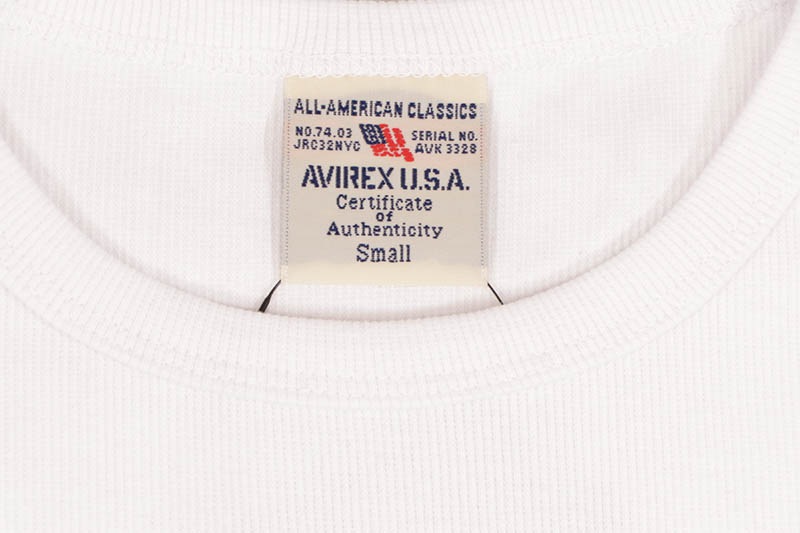 ALL-AMERICAN CLASSICS
NO.74.03 SERIAL NO.
JRC32NYC AVK 3328
AVIREX U.S.A.
Certificate
of
Authenticity
Small